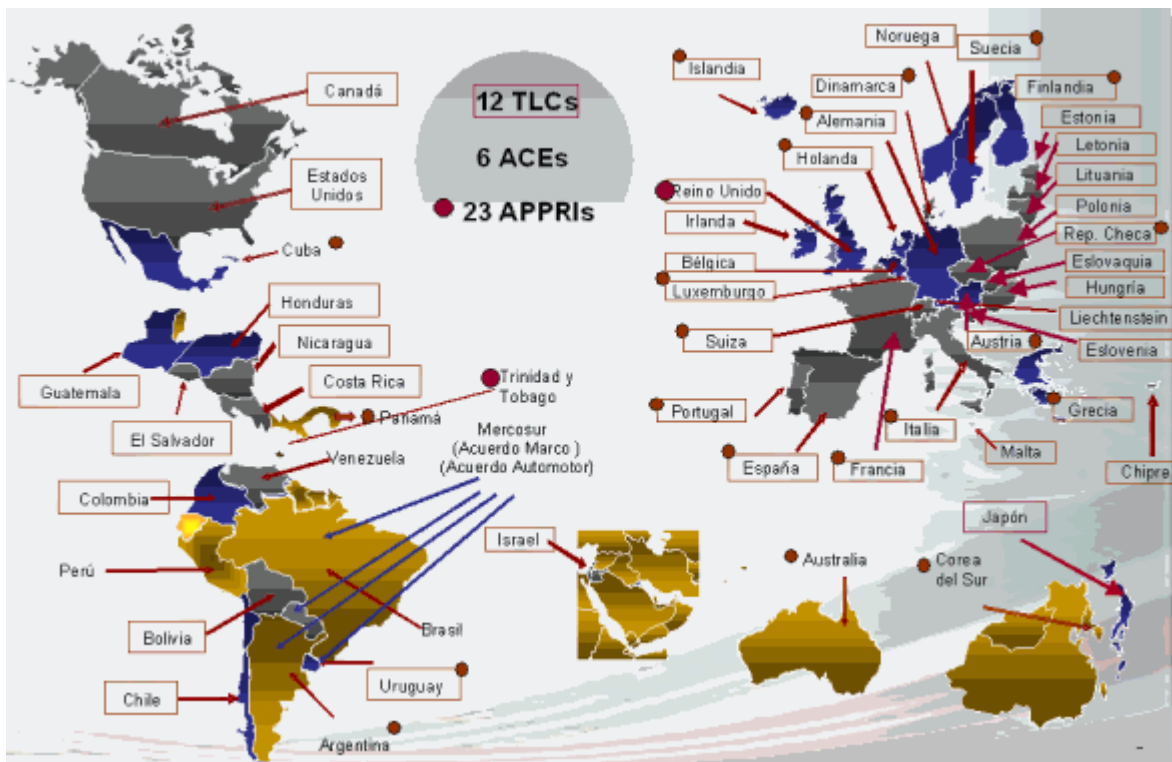 Canadá
Estados
Unidos
Cuba
Honduras
Nicaragua
Guatemala
Costa Rica
El Salvador
Panamá
Trinidad y
Tobago
Mercosur
(Acuerdo Marco )
(Acuerdo Automotor)
Venezuela
Colombia
Perú
Bolivia
Brasil
Chile
Uruguay
Argentina
12 TLCs
6 ACEs
23 APPRIs
Noruega
Suecia
Islandia
Dinamarca
Finlandia
Alemania
Estonia
Letonia
Holanda
Lituania
Reino Unido
Polonia
Irlanda
Rep. Checa
Bélgica
Eslovaquia
Luxemburgo
Hungría
Liechtenstein
Suiza
Austria
Eslovenia
Portugal
Italia
Grecia
España
Francia
Malta
Chipre
Israel
Australia
Corea
del Sur
Japón